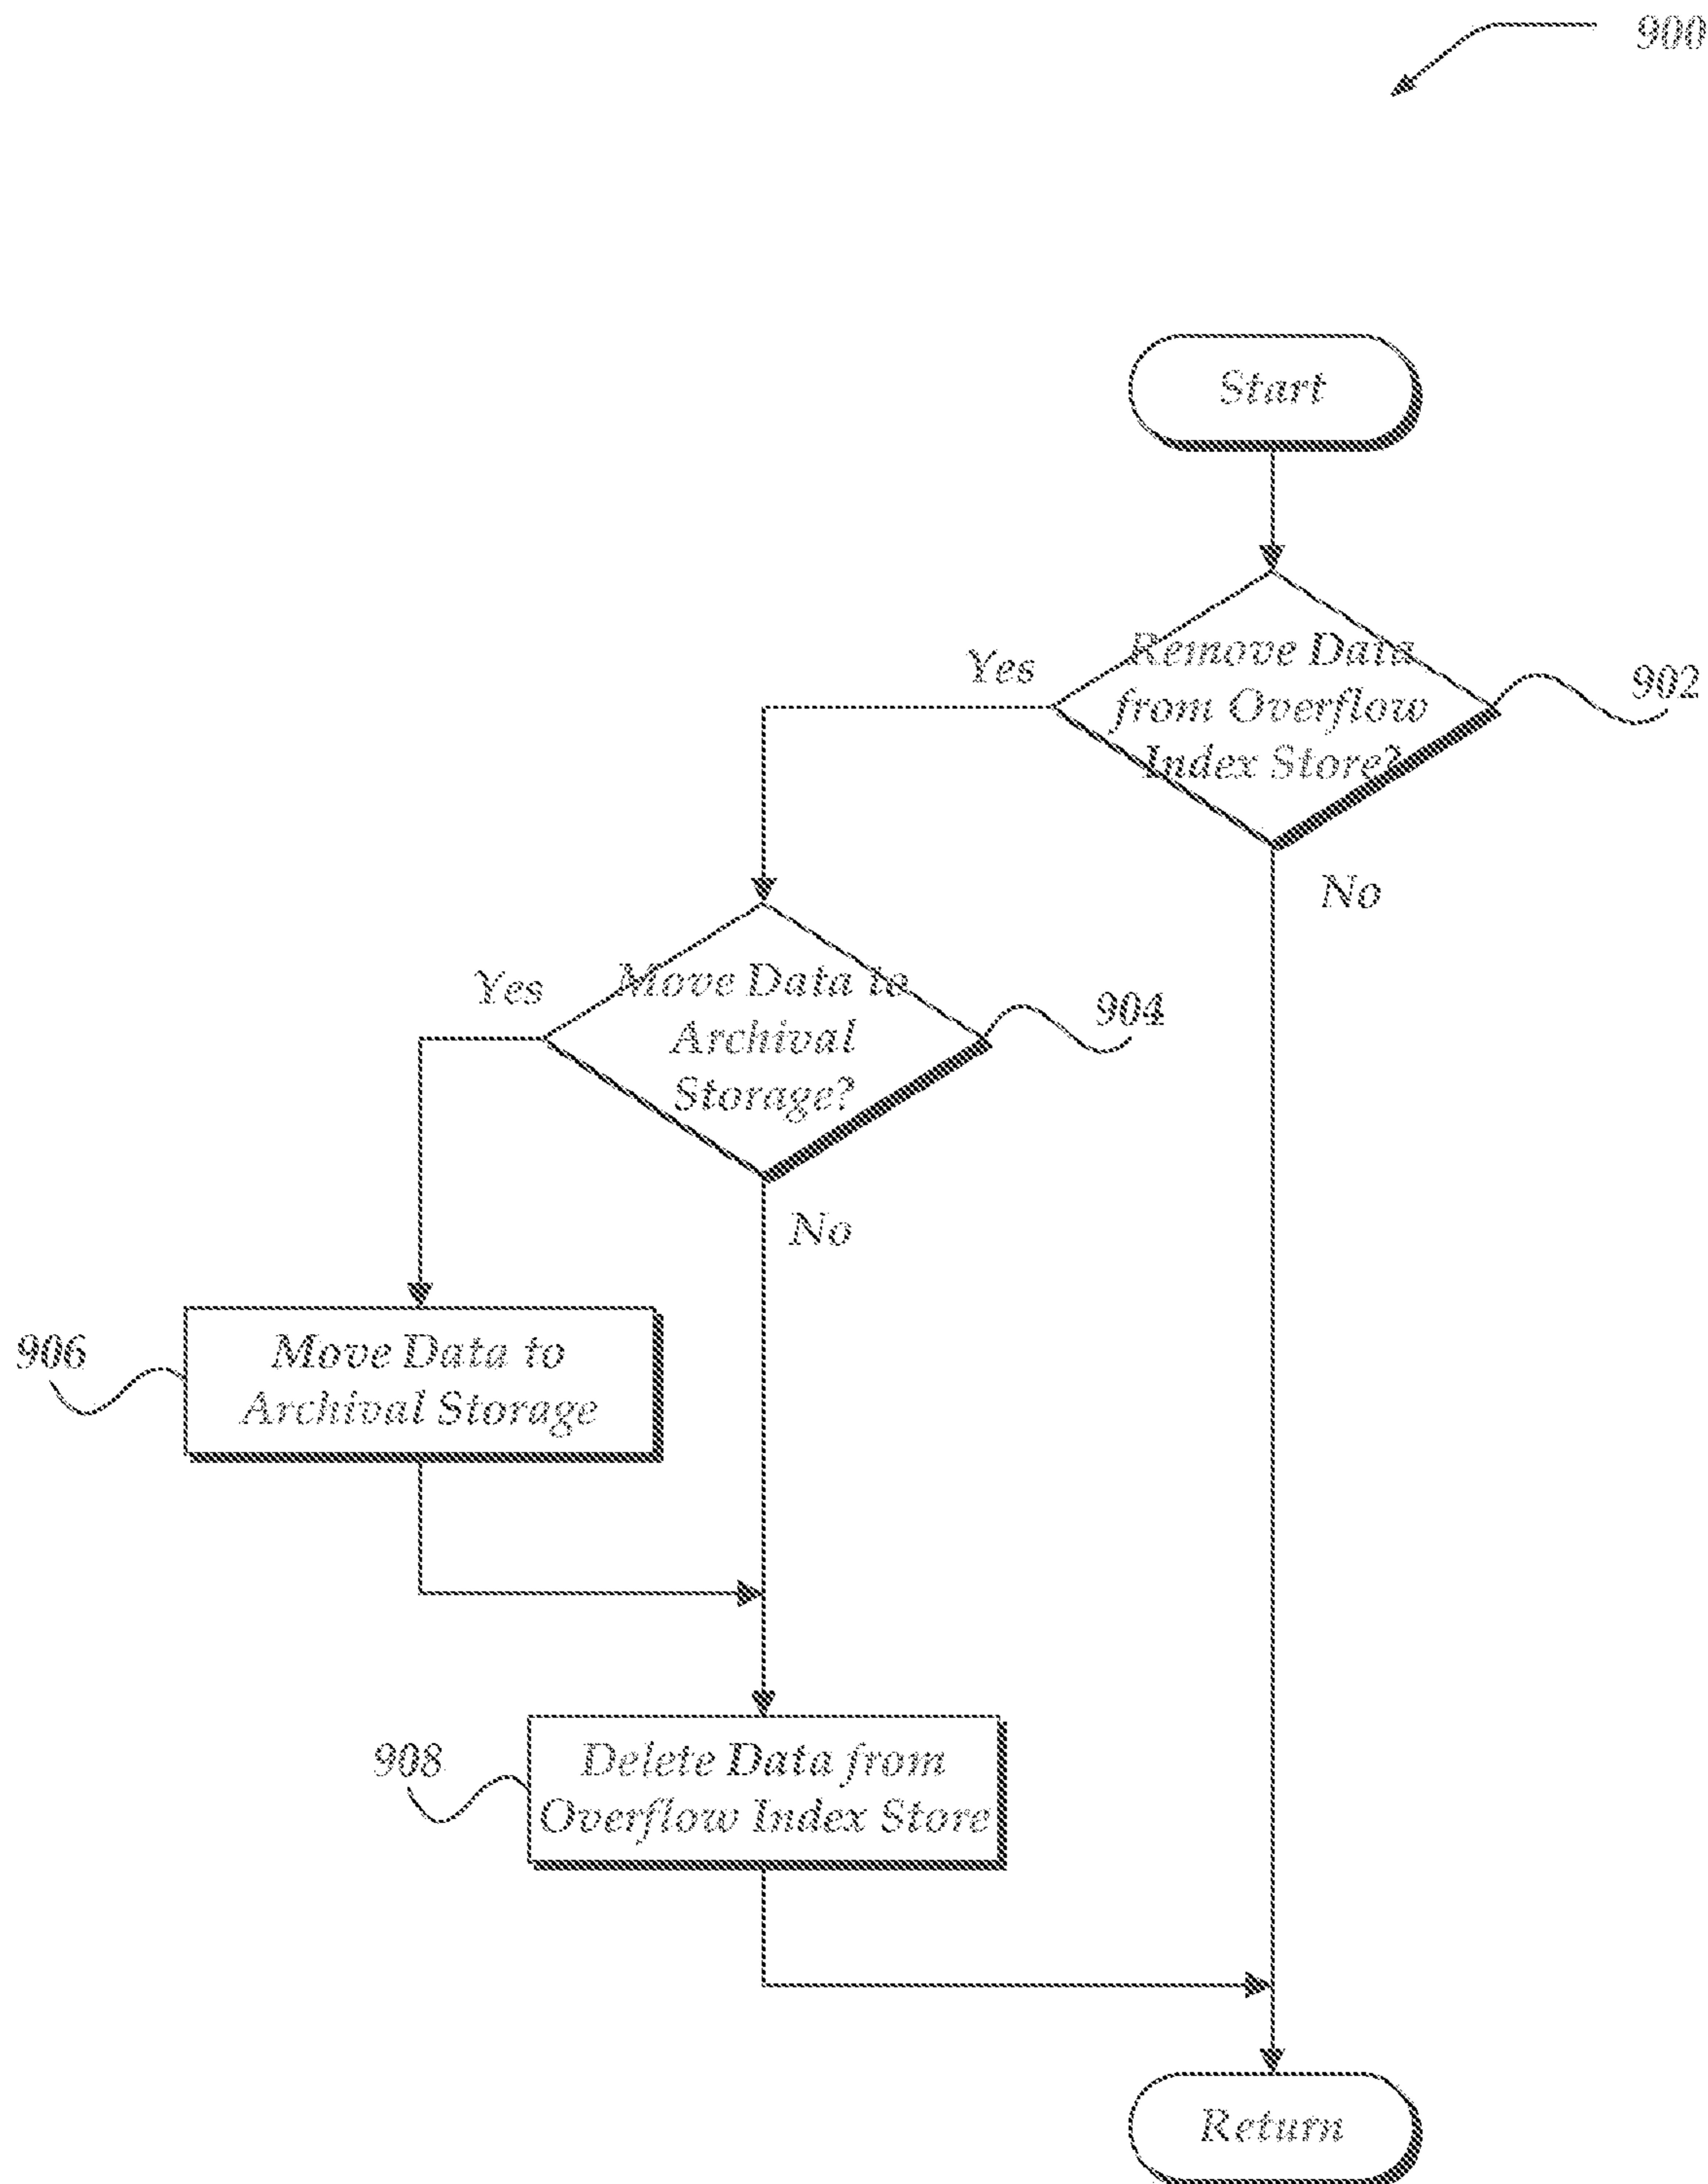 900
Start
Remove Data
from Overflow
Index Store?
902
Yes
No
Move Data to
Archival
Storage?
904
Yes
No
906
Move Data to
Archival Storage
908
Delete Data from
Overflow Index Store
Return